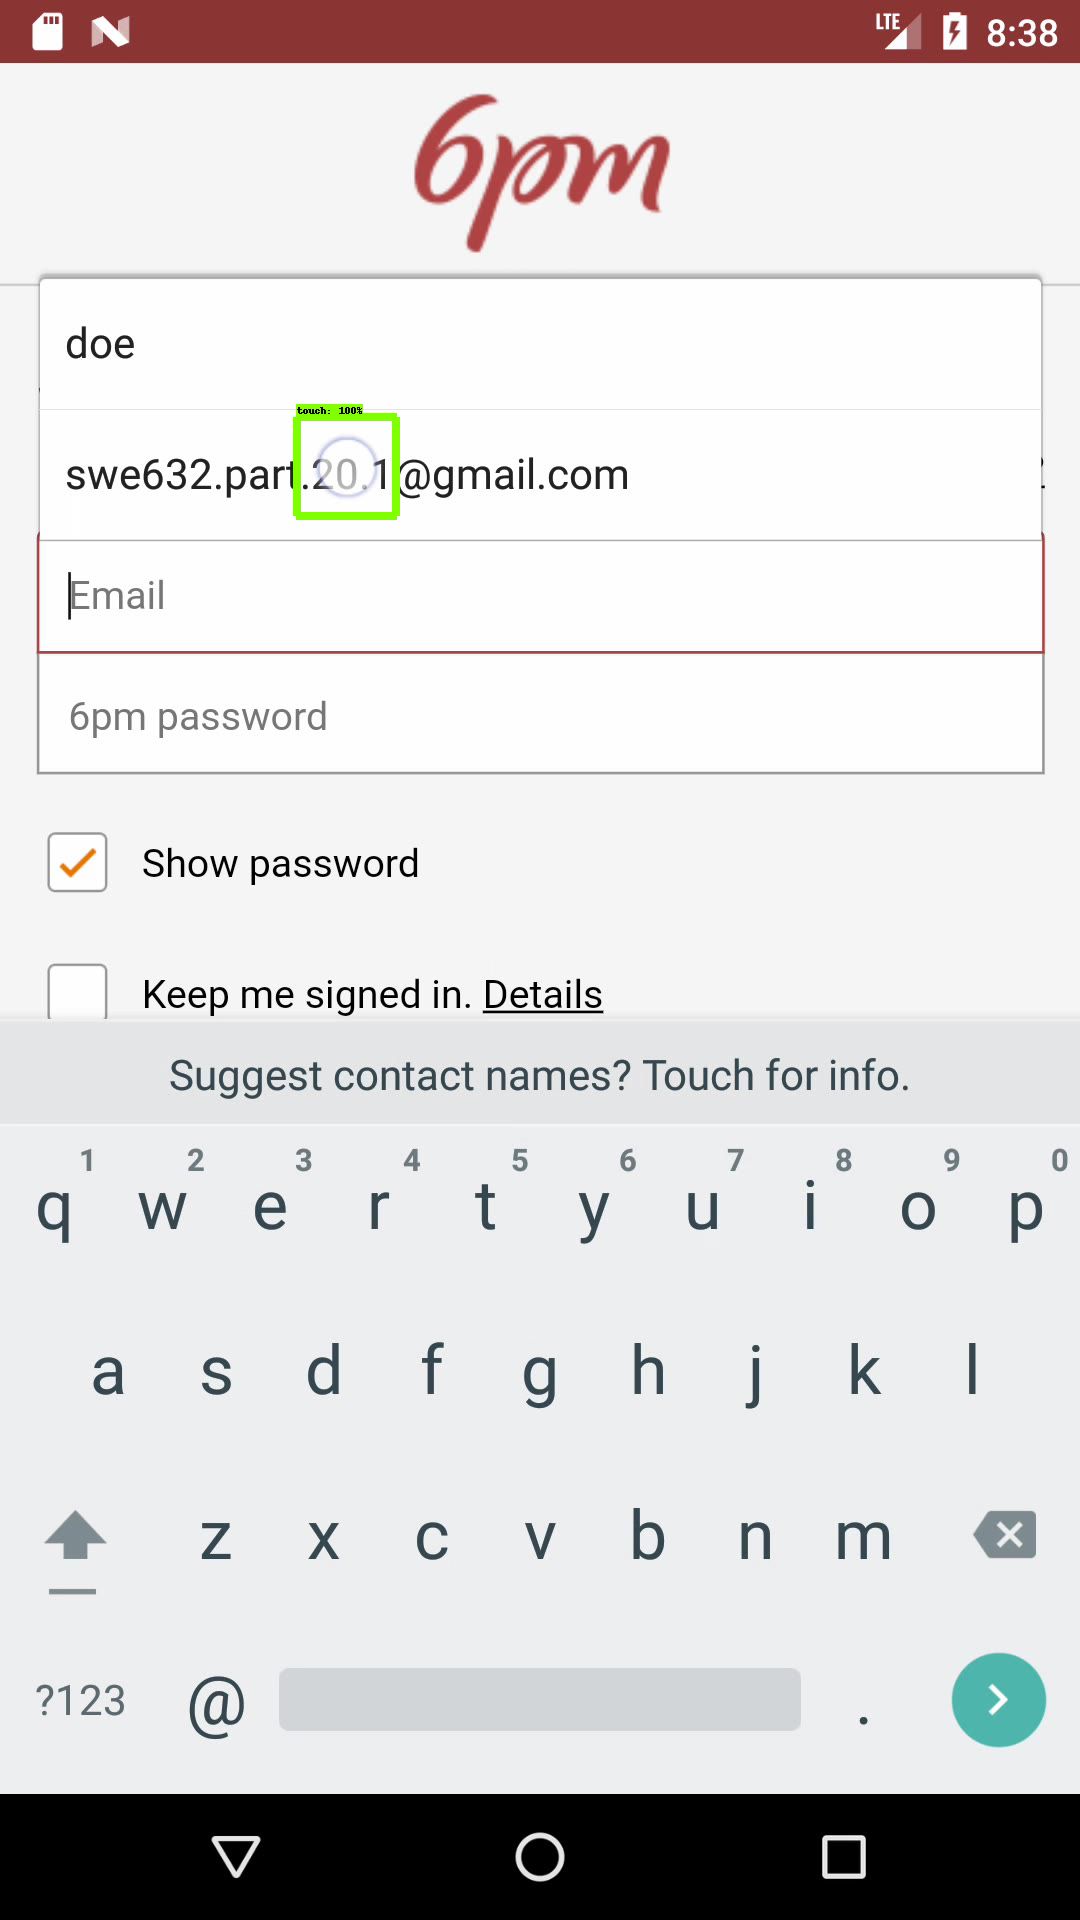 LTE 8:38
6pm
doe
touch: 100%
swe632.part.20.1@gmail.com
Email
6pm password
Show password
Keep me signed in. Details
Suggest contact names? Touch for info.
1 2 3 4 5 6 7 8 9 0
q w e r t y u i o p
a s d f g h j k l
z x c v b n m
?123 @ .